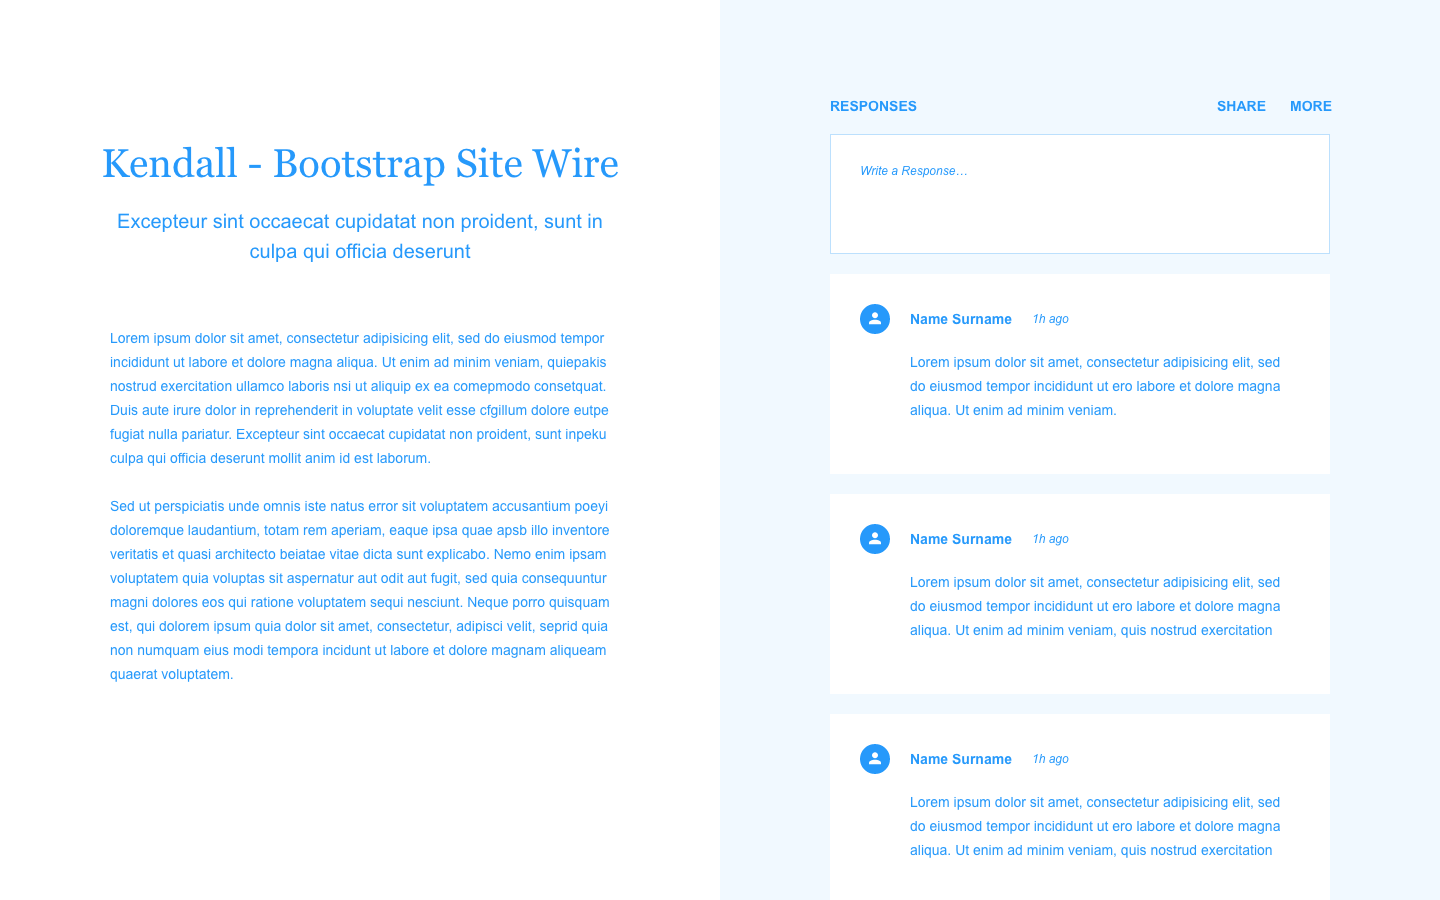 Kendall - Bootstrap Site Wire
Excepteur sint occaecat cupidatat non proident, sunt in
culpa qui officia deserunt
Lorem ipsum dolor sit amet, consectetur adipisicing elit, sed do eiusmod tempor
incididunt ut labore et dolore magna aliqua. Ut enim ad minim veniam, quiepakis
nostrud exercitation ullamco laboris nsi ut aliquip ex ea comepmodo consetquat.
Duis aute irure dolor in reprehenderit in voluptate velit esse cfgillum dolore eutpe
fugiat nulla pariatur. Excepteur sint occaecat cupidatat non proident, sunt inpeku
culpa qui officia deserunt mollit anim id est laborum.
Sed ut perspiciatis unde omnis iste natus error sit voluptatem accusantium poeyi
doloremque laudantium, totam rem aperiam, eaque ipsa quae apsb illo inventore
veritatis et quasi architecto beiatae vitae dicta sunt explicabo. Nemo enim ipsam
voluptatem quia voluptas sit aspernatur aut odit aut fugit, sed quia consequuntur
magni dolores eos qui ratione voluptatem sequi nesciunt. Neque porro quisquam
est, qui dolorem ipsum quia dolor sit amet, consectetur, adipisci velit, seprid quia
non numquam eius modi tempora incidunt ut labore et dolore magnam aliqueam
quaerat voluptatem.
RESPONSES SHARE MORE
Write a Response…
Name Surname 1h ago
Lorem ipsum dolor sit amet, consectetur adipisicing elit, sed
do eiusmod tempor incididunt ut ero labore et dolore magna
aliqua. Ut enim ad minim veniam.
Name Surname 1h ago
Lorem ipsum dolor sit amet, consectetur adipisicing elit, sed
do eiusmod tempor incididunt ut ero labore et dolore magna
aliqua. Ut enim ad minim veniam, quis nostrud exercitation
Name Surname 1h ago
Lorem ipsum dolor sit amet, consectetur adipisicing elit, sed
do eiusmod tempor incididunt ut ero labore et dolore magna
aliqua. Ut enim ad minim veniam, quis nostrud exercitation